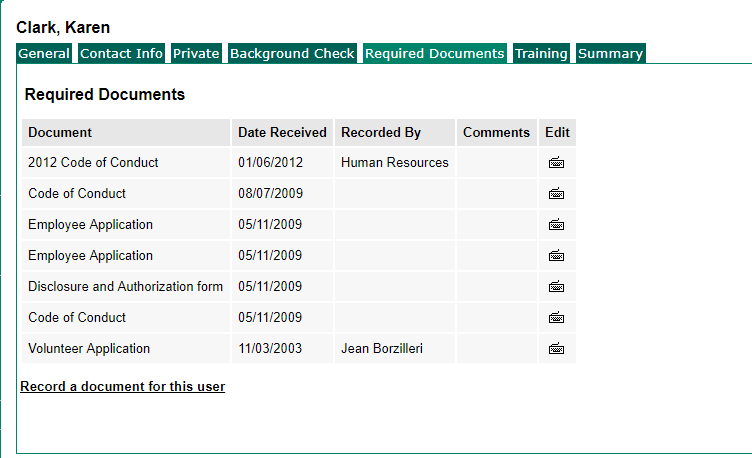 Clark, Karen
General Contact Info Private Background Check Required Documents Training Summary
Required Documents
Document Date Received Recorded By Comments Edit
2012 Code of Conduct 01/06/2012 Human Resources
Code of Conduct 08/07/2009
Employee Application 05/11/2009
Employee Application 05/11/2009
Disclosure and Authorization form 05/11/2009
Code of Conduct 05/11/2009
Volunteer Application 11/03/2003 Jean Borzilleri
Record a document for this user